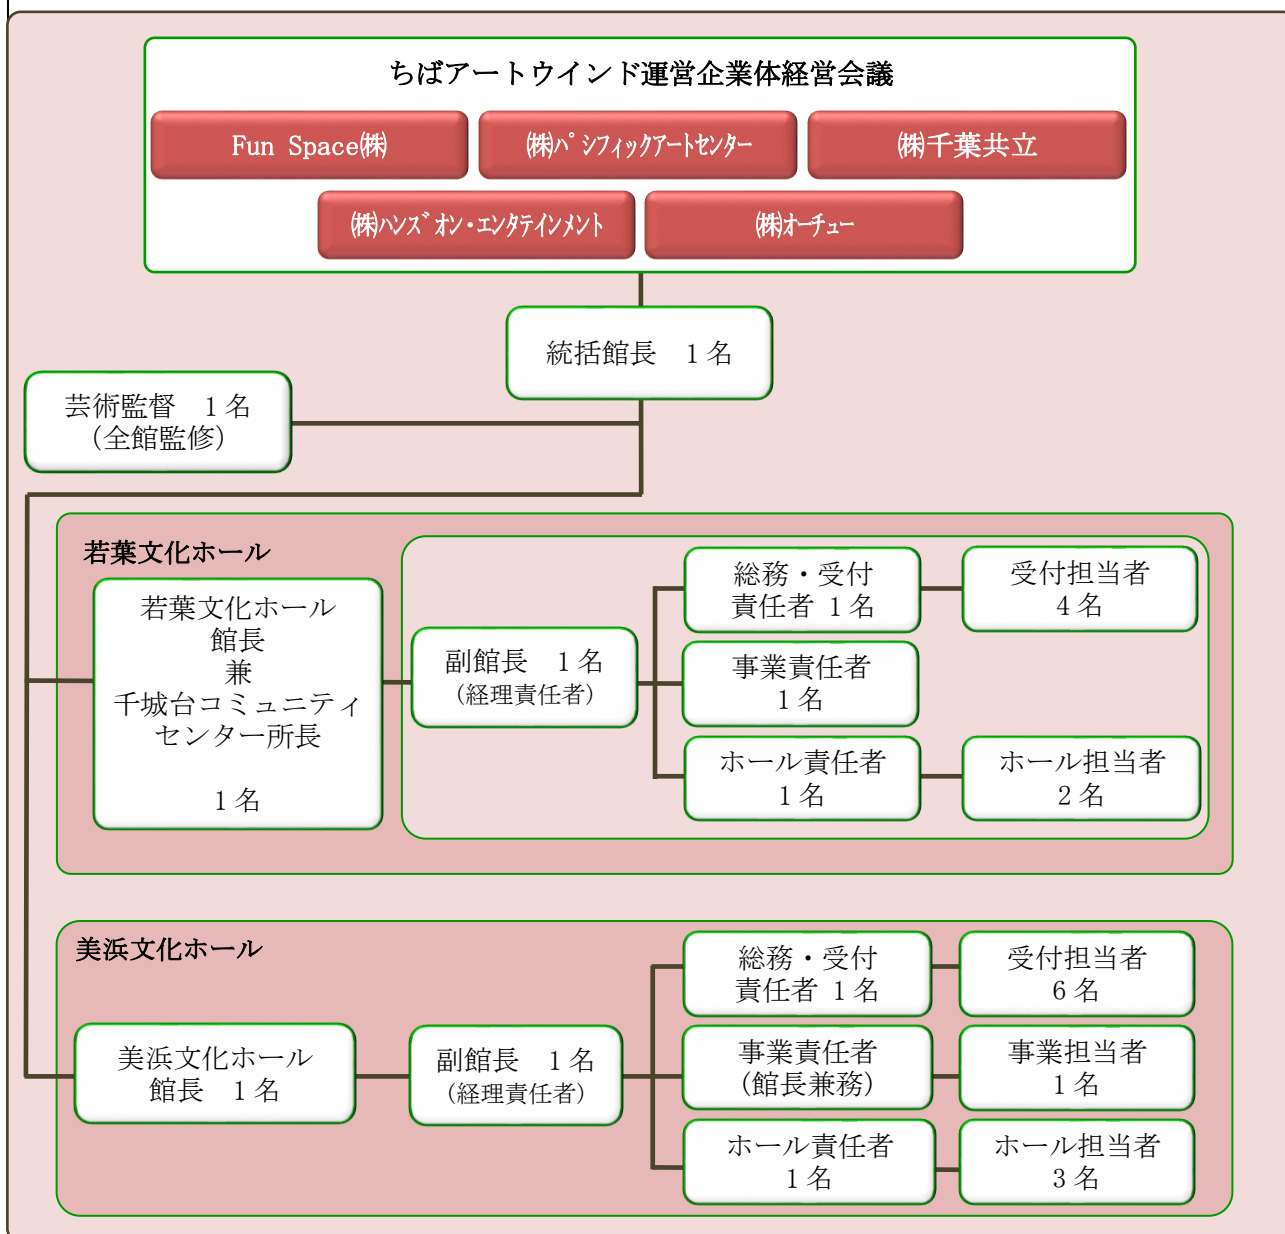 ちばアートウインド運営企業体経営会議
Fun Space㈱
㈱パシフィックアートセンター
㈱千葉共立
㈱ハンズオン・エンタテインメント
㈱オーチュー
統括館長　1名
芸術監督　1名
（全館監修）
若葉文化ホール
若葉文化ホール
館長
兼
千城台コミュニティ
センター所長
1名
副館長　1名
（経理責任者）
総務・受付
責任者 1名
受付担当者
4名
事業責任者
1名
ホール責任者
1名
ホール担当者
2名
美浜文化ホール
美浜文化ホール
館長 1名
副館長　1名
（経理責任者）
総務・受付
責任者 1名
受付担当者
6名
事業責任者
（館長兼務）
事業担当者
1名
ホール責任者
1名
ホール担当者
3名